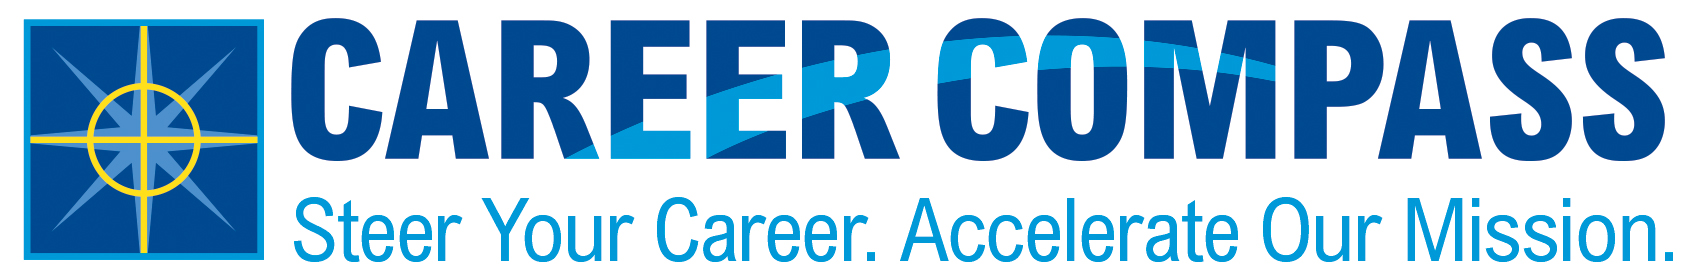 CAREER COMPASS
Steer Your Career. Accelerate Our Mission.